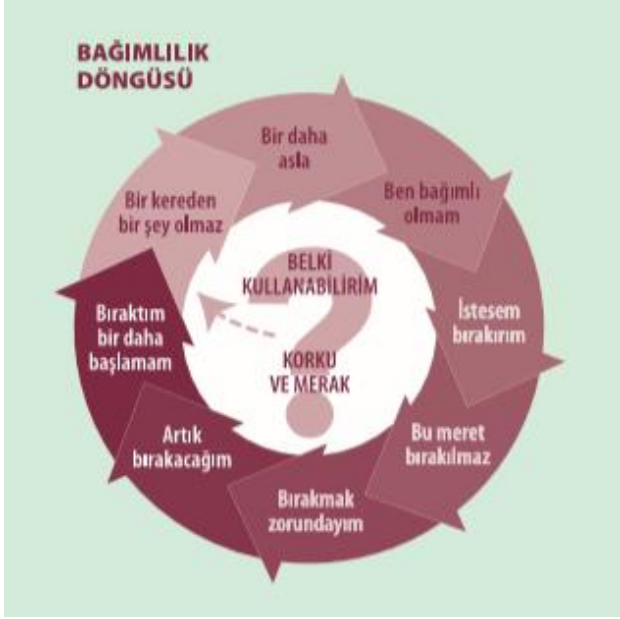 BAĞIMLILIK
DÖNGÜSÜ
Bir kereden
bir şey olmaz
Bir daha
asla
Ben bağımlı
olmam
İstesem
bırakırım
Bu meret
bırakılmaz
Bırakmak
zorundayım
Artık
bırakacağım
Bıraktım
bir daha
başlamam
BELKİ
KULLANABİLİRİM
KORKU
VE MERAK
?